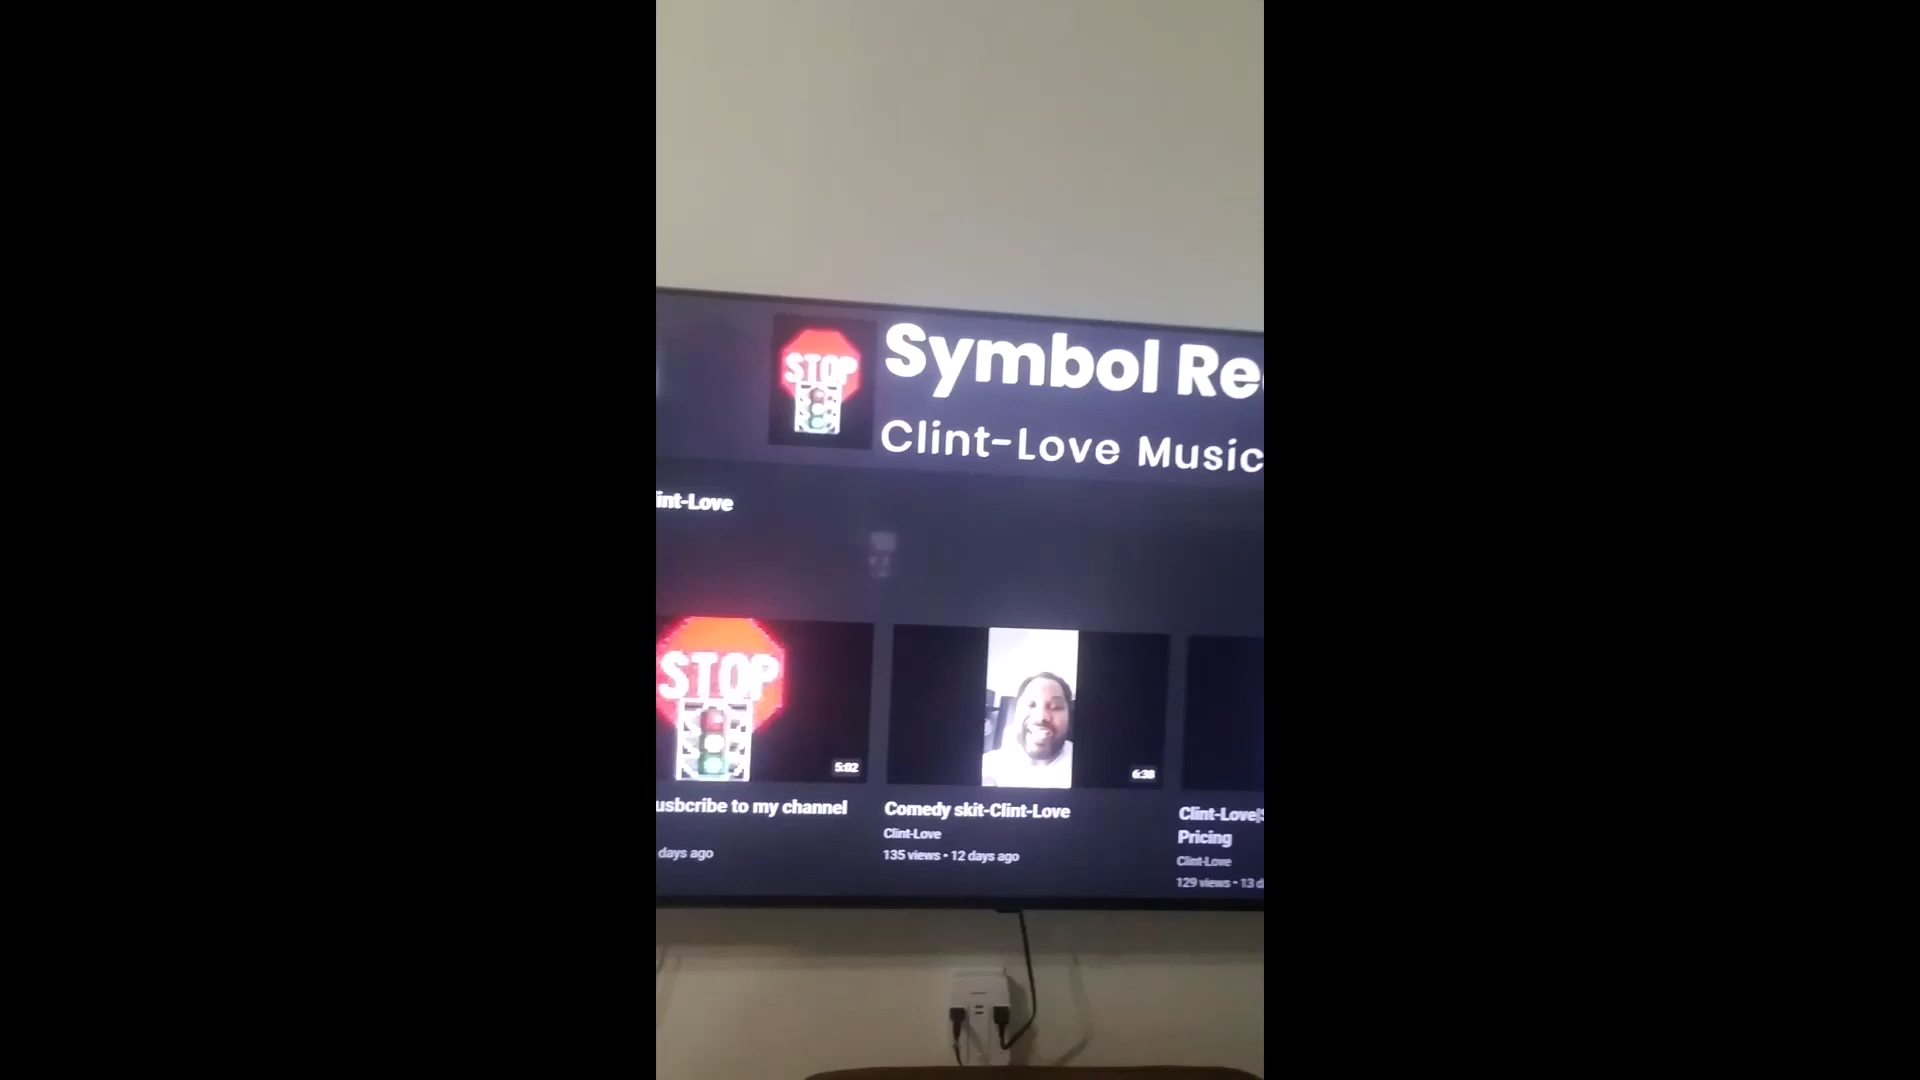 STOP
Symbol Re
Clint-Love Music
int-Love
STOP
5:02
6:38
usbcribe to my channel
days ago
Comedy skit-Clint-Love
Clint-Love
135 views • 12 days ago
Clint-Love|S
Pricing
Clint-Love
129 views • 13 d